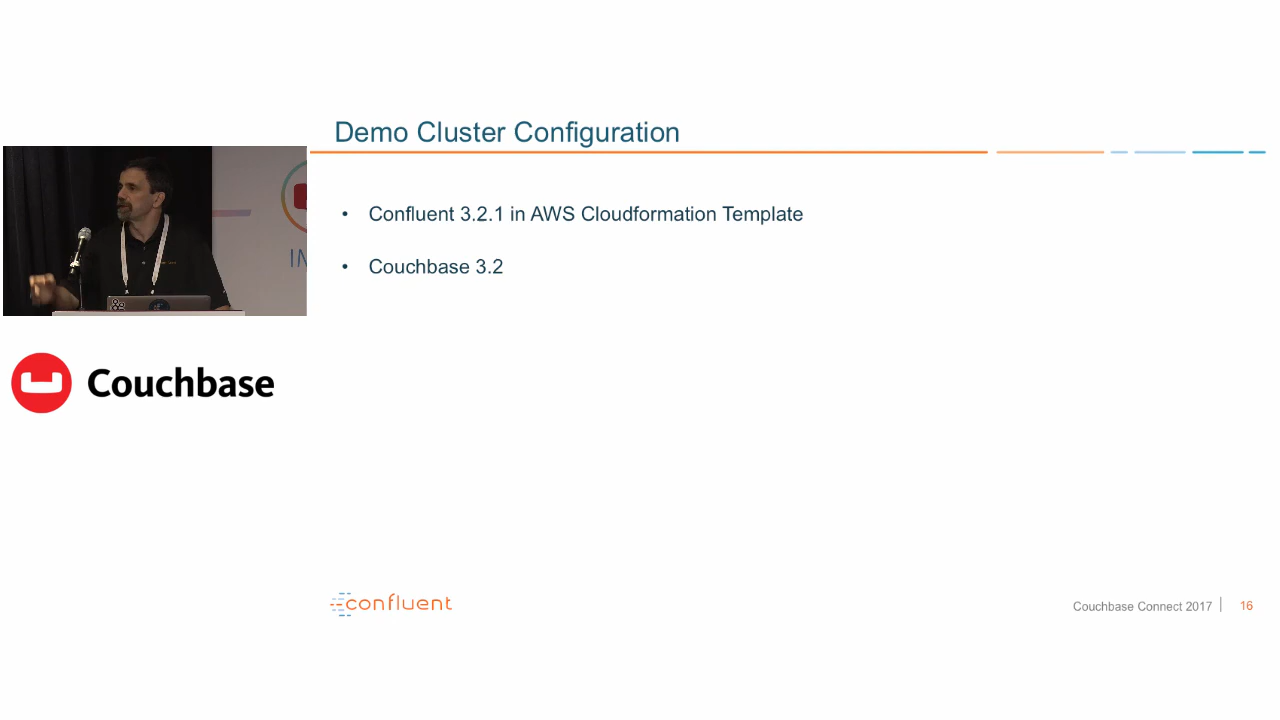 Demo Cluster Configuration
• Confluent 3.2.1 in AWS Cloudformation Template
• Couchbase 3.2
Couchbase
confluent
Couchbase Connect 2017 | 16